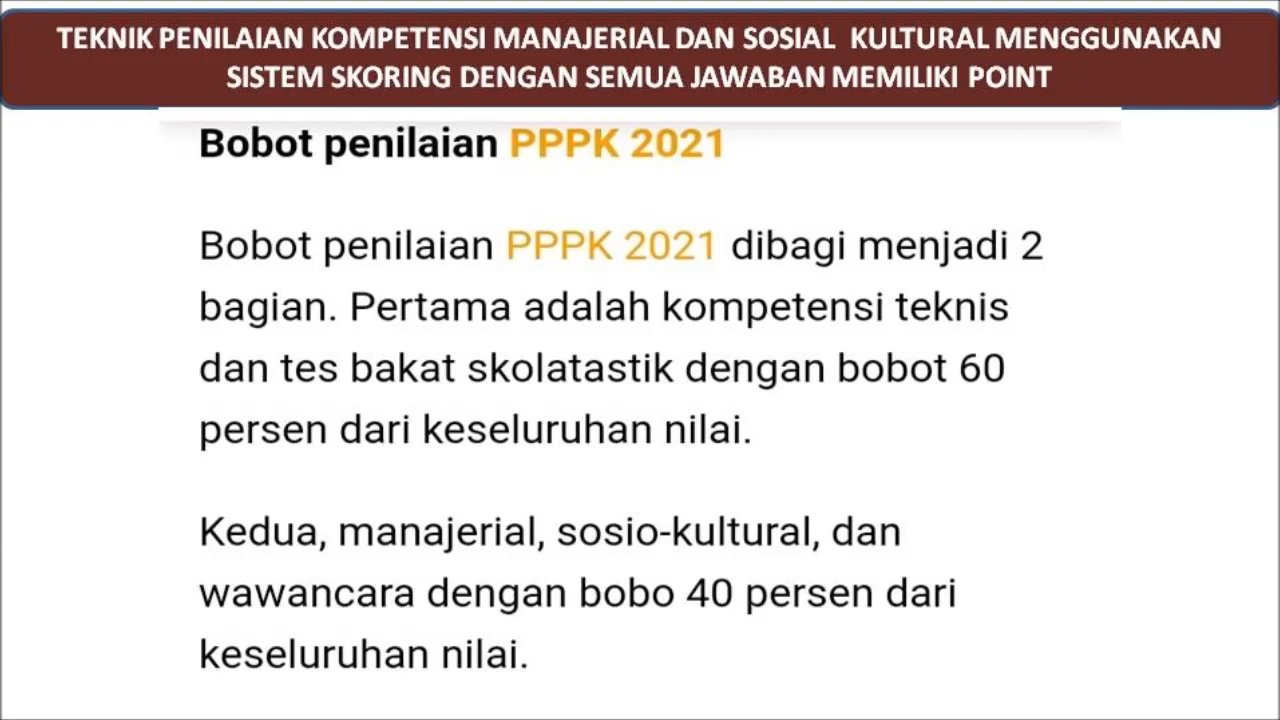 TEKNIK PENILAIAN KOMPETENSI MANAJERIAL DAN SOSIAL KULTURAL MENGGUNAKAN
SISTEM SKORING DENGAN SEMUA JAWABAN MEMILIKI POINT
Bobot penilaian PPPK 2021
Bobot penilaian PPPK 2021 dibagi menjadi 2
bagian. Pertama adalah kompetensi teknis
dan tes bakat skolatastik dengan bobot 60
persen dari keseluruhan nilai.
Kedua, manajerial, sosio-kultural, dan
wawancara dengan bobo 40 persen dari
keseluruhan nilai.